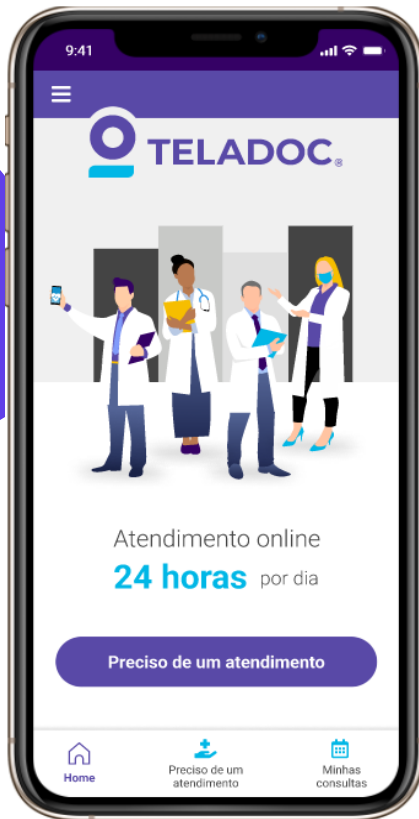 9:41
TELADOC®
Atendimento online
24 horas por dia
Preciso de um atendimento
Home
Preciso de um
atendimento
Minhas
consultas